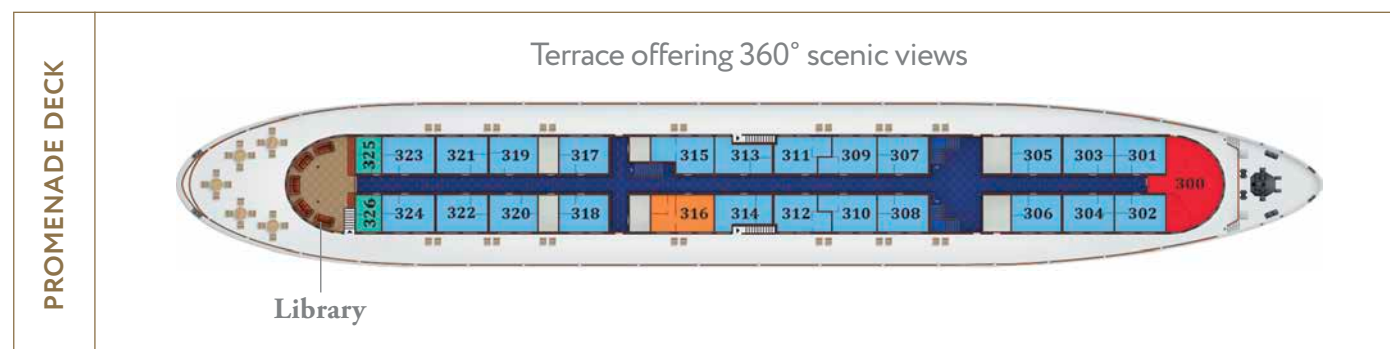 PROMENADE DECK
Terrace offering 360° scenic views
325 323 321 319 317 315 313 311 309 307 305 303 301
300
326 324 322 320 318 316 314 312 310 308 306 304 302
Library